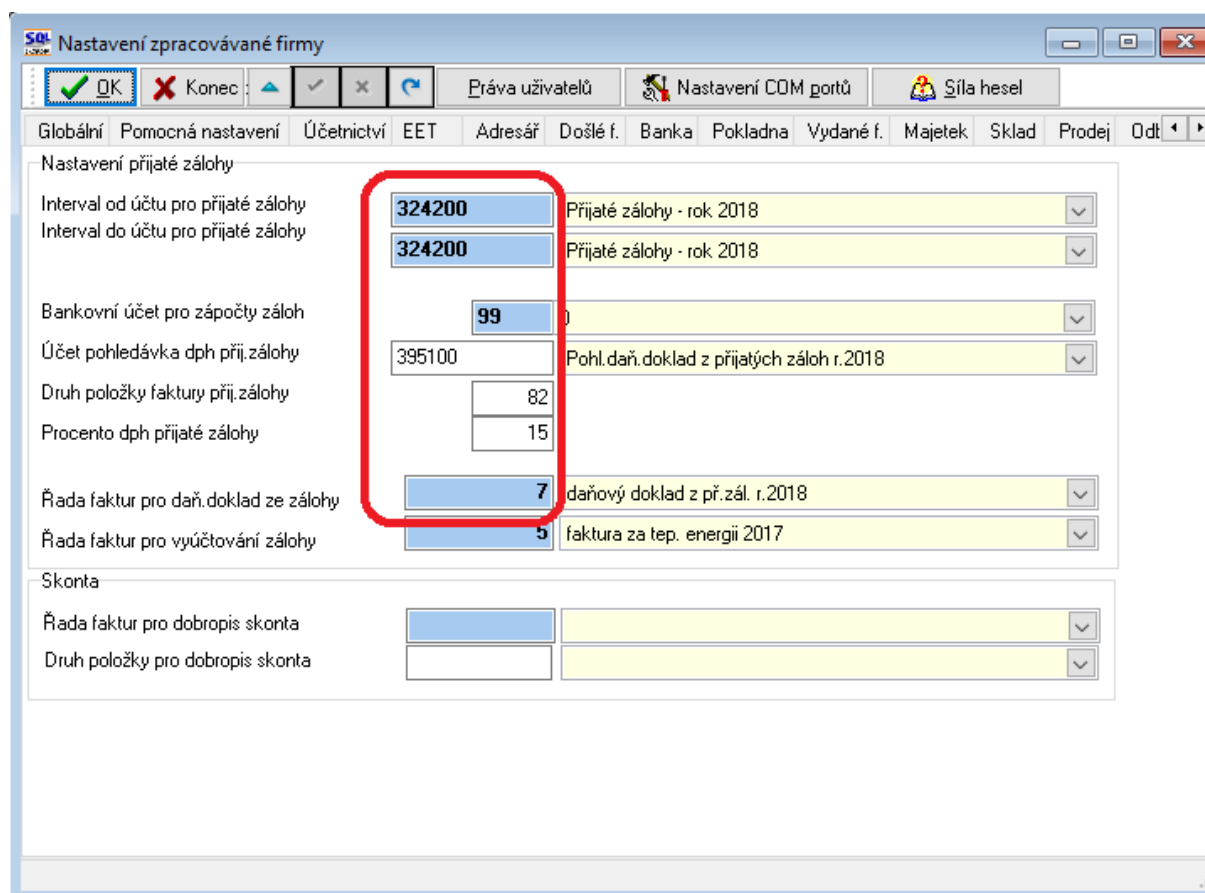 SQL Nastavení zpracovávané firmy
OK Konec Práva uživatelů Nastavení COM portů Síla hesel
Globální Pomocná nastavení Účetnictví EET Adresář Došlé f. Banka Pokladna Vydané f. Majetek Sklad Prodej
Nastavení přijaté zálohy
Interval od účtu pro přijaté zálohy 324200 Přijaté zálohy - rok 2018
Interval do účtu pro přijaté zálohy 324200 Přijaté zálohy - rok 2018
Bankovní účet pro zápočty záloh 99
Účet pohledávka dph přij.zálohy 395100 Pohl.daň.doklad z přijatých záloh r.2018
Druh položky faktury přij.zálohy 82
Procento dph přijaté zálohy 15
Řada faktur pro daň.doklad ze zálohy 7 daňový doklad z př.zál. r.2018
Řada faktur pro vyúčtování zálohy 5 faktura za tep. energii 2017
Skonta
Řada faktur pro dobropis skonta
Druh položky pro dobropis skonta